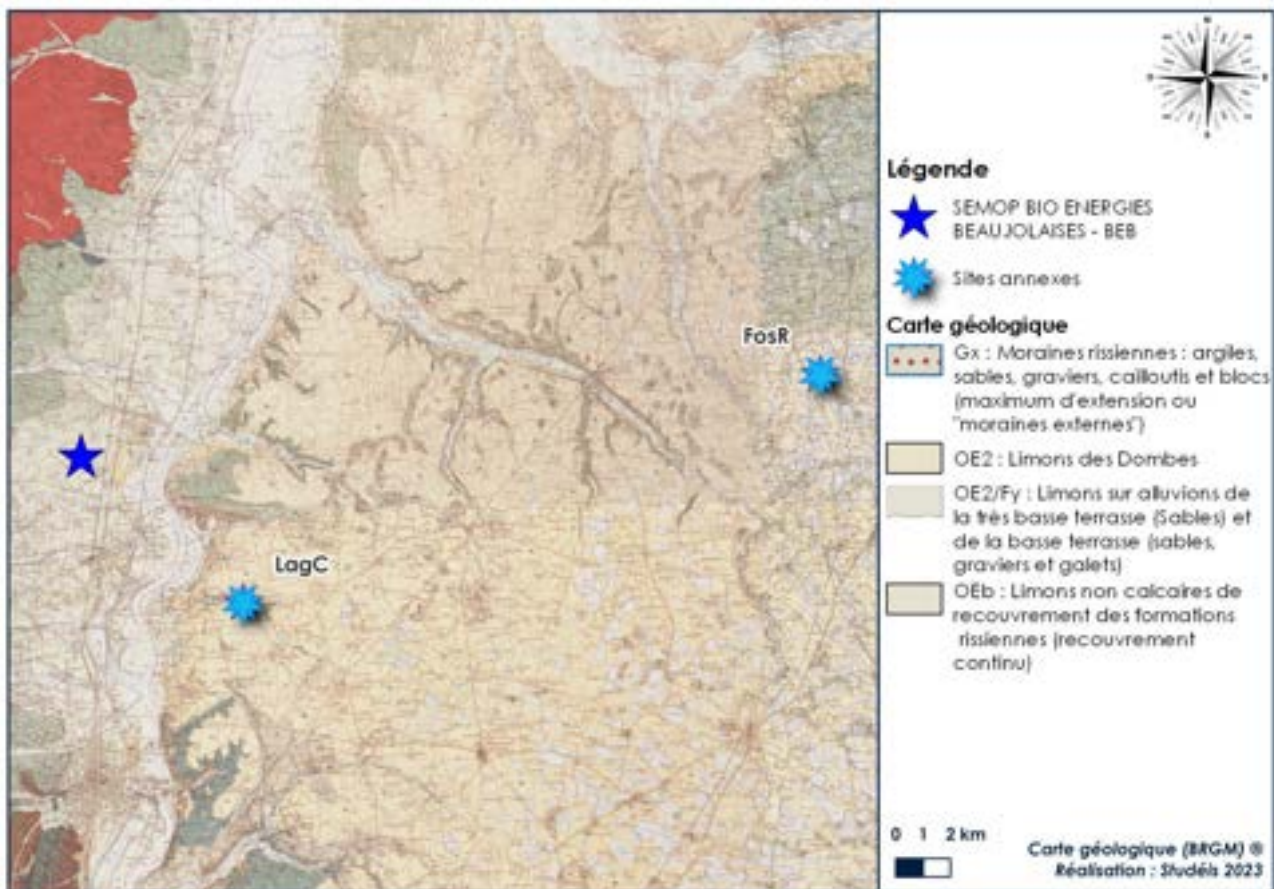 FosR
LagC
Légende
SEMOP BIO ENERGIES
BEAUJOLAISES - BEB
Sites annexes
Carte géologique
Gx : Moraines rissiennes : argiles,
sables, graviers, cailloutis et blocs
(maximum d'extension ou
"moraines externes")
OE2 : Limons des Dombes
OE2/Fy : Limons sur alluvions de
la très basse terrasse (Sables) et
de la basse terrasse (sables,
graviers et galets)
OEb : Limons non calcaires de
recouvrement des formations
rissiennes (recouvrement
continu)
0 1 2 km
Carte géologique (BRGM) ®
Réalisation : Studéis 2023